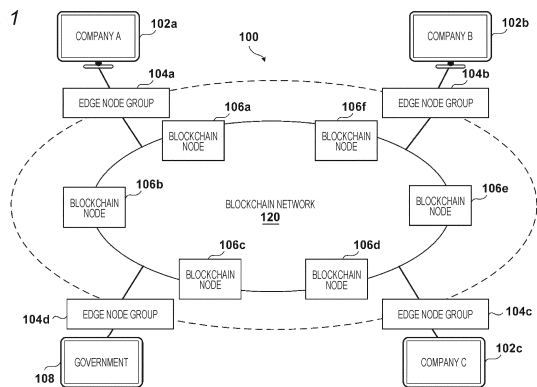 1
COMPANY A
102a
100
COMPANY B
102b
104a
104b
EDGE NODE GROUP
EDGE NODE GROUP
106a
106f
BLOCKCHAIN
NODE
BLOCKCHAIN
NODE
106b
106e
BLOCKCHAIN
NODE
BLOCKCHAIN NETWORK
120
BLOCKCHAIN
NODE
106c
106d
BLOCKCHAIN
NODE
BLOCKCHAIN
NODE
EDGE NODE GROUP
104d
EDGE NODE GROUP
104c
GOVERNMENT
108
COMPANY C
102c